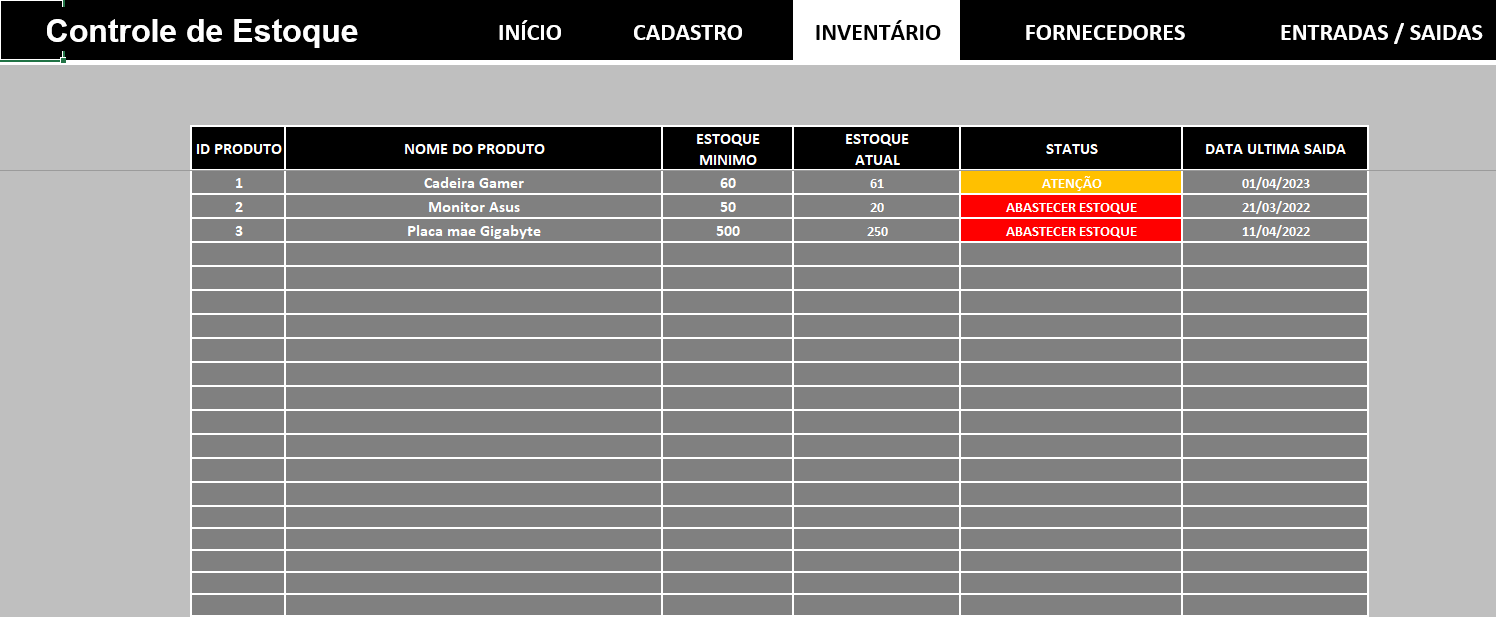 Controle de Estoque INÍCIO CADASTRO INVENTÁRIO FORNECEDORES ENTRADAS / SAIDAS
ID PRODUTO NOME DO PRODUTO ESTOQUE MINIMO ESTOQUE ATUAL STATUS DATA ULTIMA SAIDA
1 Cadeira Gamer 60 61 ATENÇÃO 01/04/2023
2 Monitor Asus 50 20 ABASTECER ESTOQUE 21/03/2022
3 Placa mae Gigabyte 500 250 ABASTECER ESTOQUE 11/04/2022